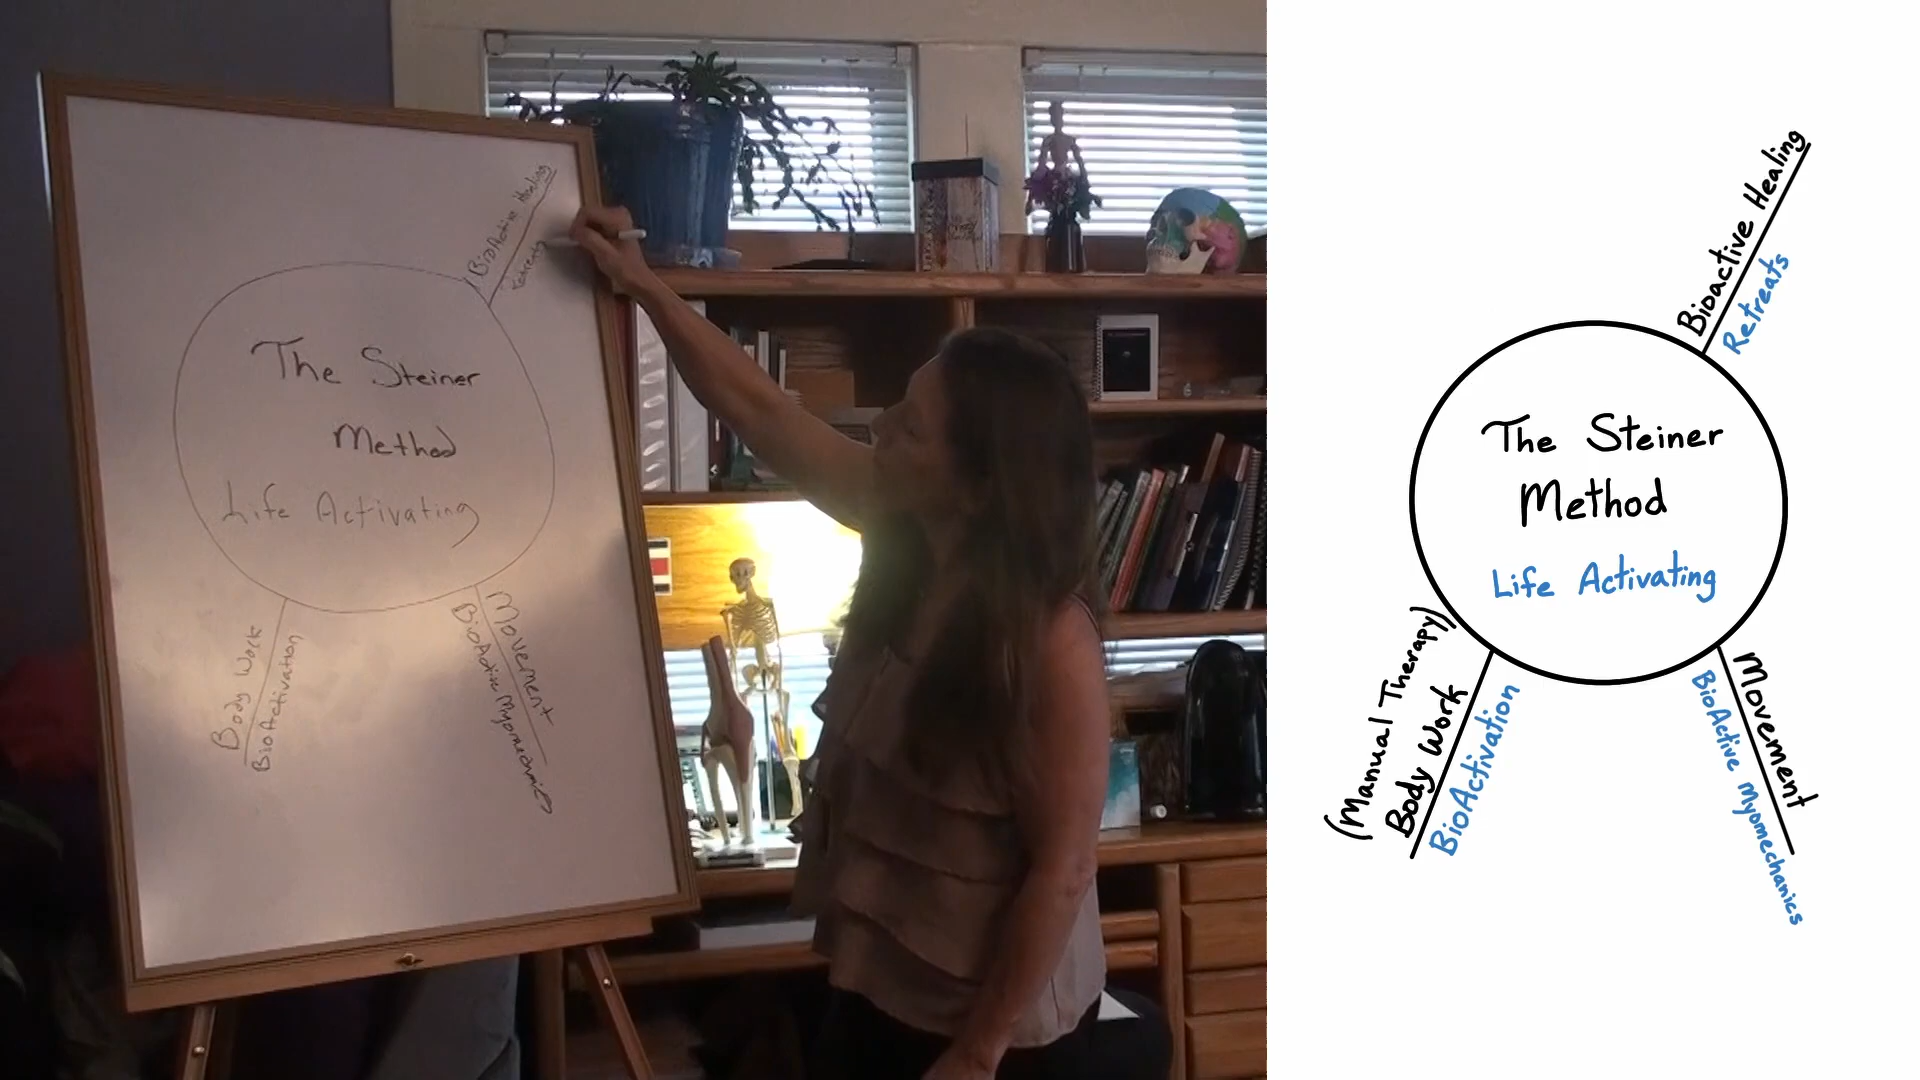 The Steiner
Method
Life Activating
BioActive Healing
Retreats
Body Work
BioActivation
Movement
BioActive Myomechanics
Bioactive Healing
Retreats
The Steiner
Method
Life Activating
(Manual Therapy)
Body Work
BioActivation
Movement
BioActive Myomechanics